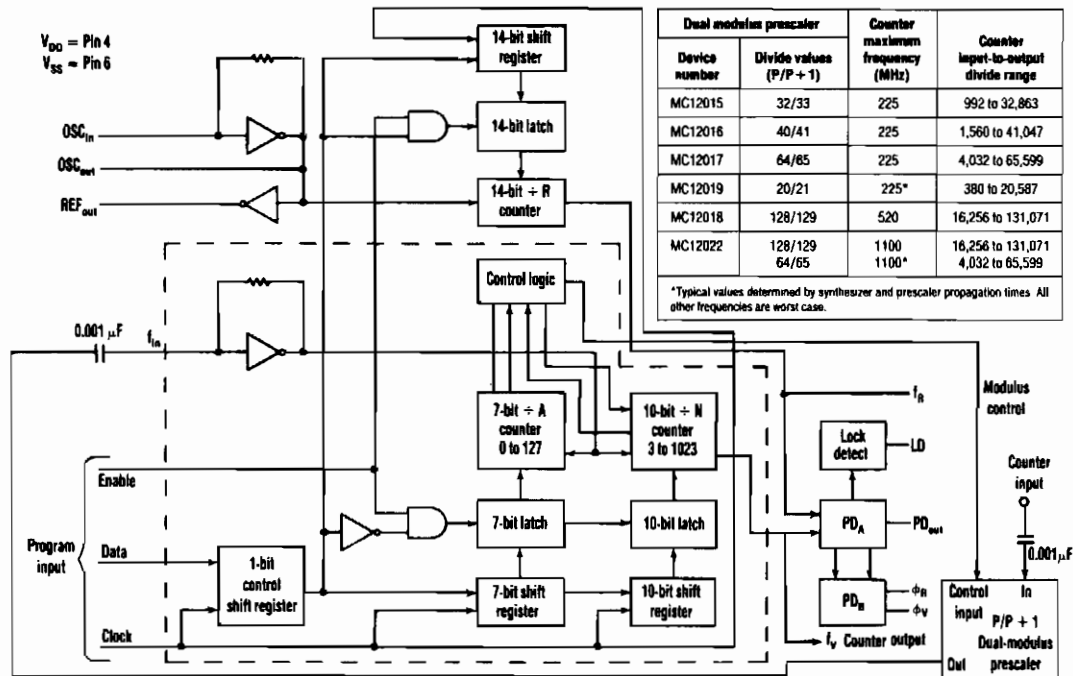 V_DD = Pin 4
V_SS = Pin 6
OSC_in
OSC_out
REF_out
14-bit shift
register
14-bit latch
14-bit ÷ R
counter
Dual modulus prescaler
Device
number
Divide values
(P/P + 1)
Counter
maximum
frequency
(MHz)
Counter
input-to-output
divide range
MC12015 32/33 225 992 to 32,863
MC12016 40/41 225 1,560 to 41,047
MC12017 64/65 225 4,032 to 65,599
MC12019 20/21 225* 380 to 20,587
MC12018 128/129 520 16,256 to 131,071
MC12022 128/129 1100 16,256 to 131,071
64/65 1100* 4,032 to 65,599
*Typical values determined by synthesizer and prescaler propagation times. All
other frequencies are worst case.
0.001 µF
f_in
Control logic
7-bit ÷ A
counter
0 to 127
10-bit ÷ N
counter
3 to 1023
7-bit latch
10-bit latch
7-bit shift
register
10-bit shift
register
Program
input
Enable
Data
Clock
1-bit
control
shift register
f_R
Modulus
control
Lock
detect
LD
PD_A
PD_out
PD_B
ϕ_R
ϕ_V
f_V Counter output
Counter
input
0.001 µF
Control
input
In
P/P + 1
Dual-modulus
prescaler
Out